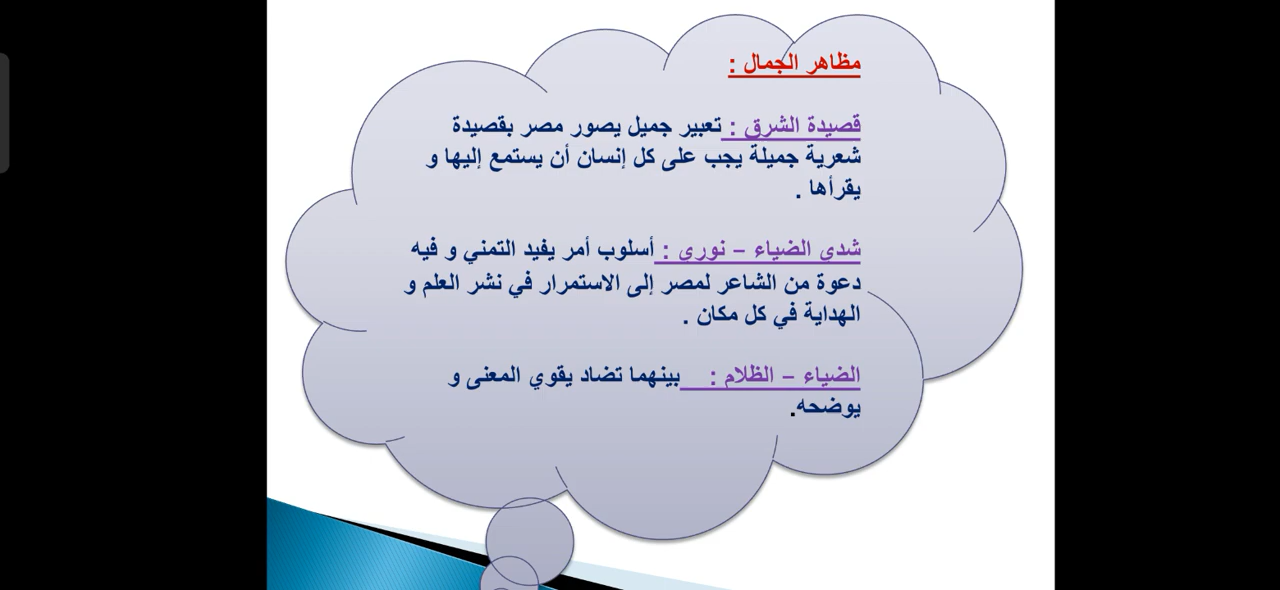 مظاهر الجمال :
قصيدة الشرق : تعبير جميل يصور مصر بقصيدة
شعرية جميلة يجب على كل إنسان أن يستمع إليها و
يقرأها .
شدي الضياء – نوري : أسلوب أمر يفيد التمني و فيه
دعوة من الشاعر لمصر إلى الاستمرار في نشر العلم و
الهداية في كل مكان .
الضياء – الظلام : بينهما تضاد يقوي المعنى و
يوضحه.